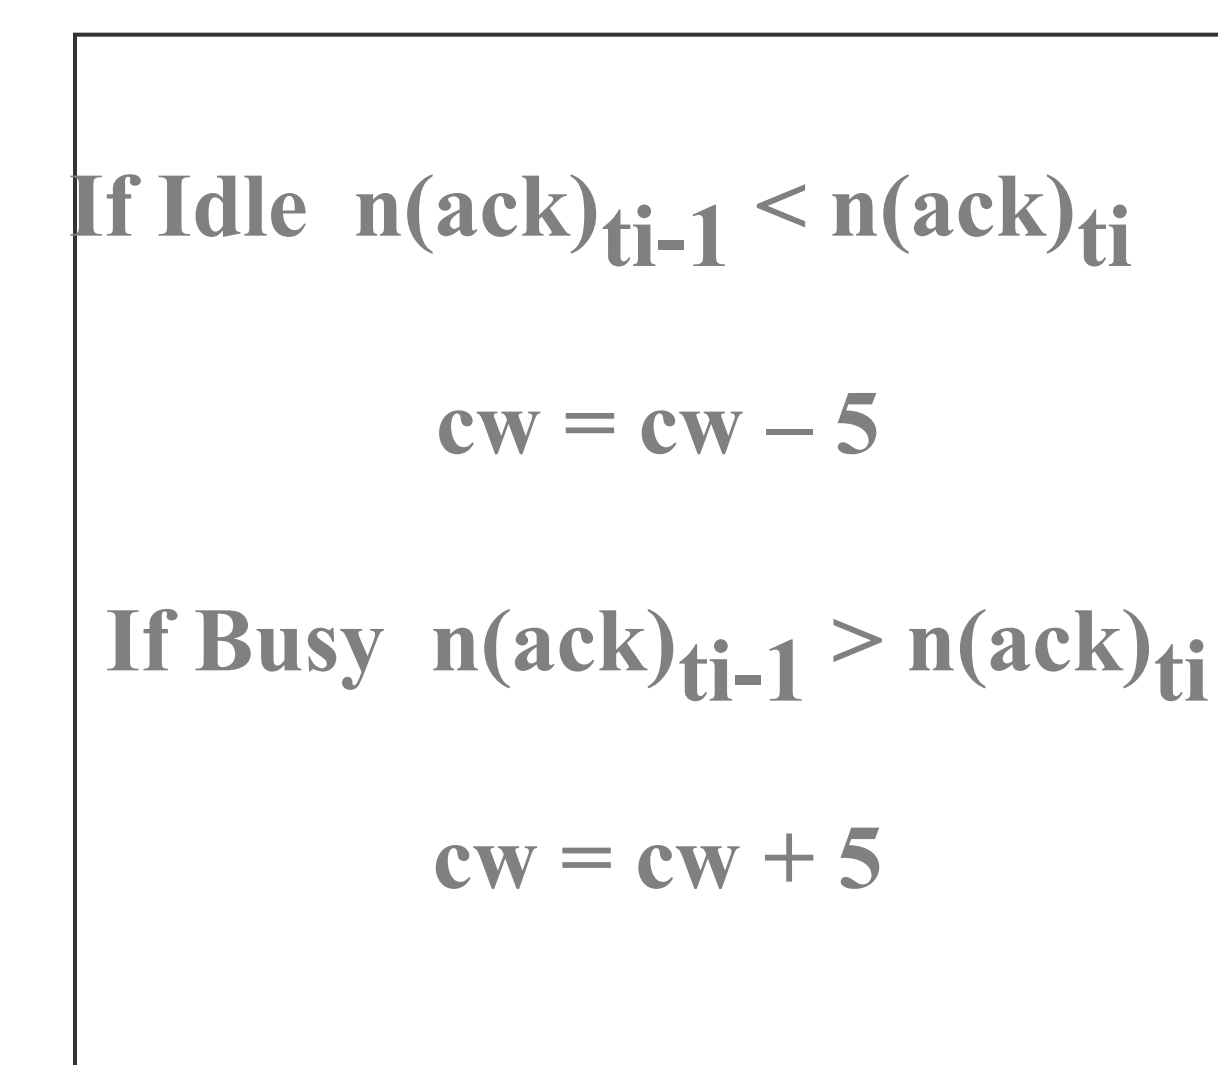 If Idle n(ack)ti-1 < n(ack)ti
cw = cw – 5
If Busy n(ack)ti-1 > n(ack)ti
cw = cw + 5